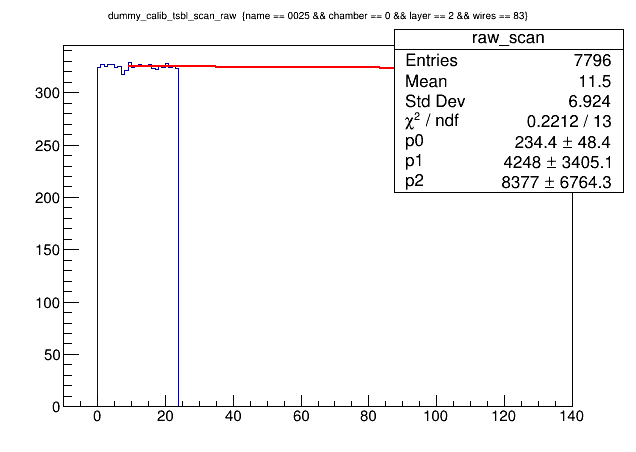 dummy_calib_tsbl_scan_raw {name == 0025 && chamber == 0 && layer == 2 && wires == 83}
raw_scan
Entries 7796
Mean 11.5
Std Dev 6.924
χ² / ndf 0.2212 / 13
p0 234.4 ± 48.4
p1 4248 ± 3405.1
p2 8377 ± 6764.3
300
250
200
150
100
50
0
0 20 40 60 80 100 120 140